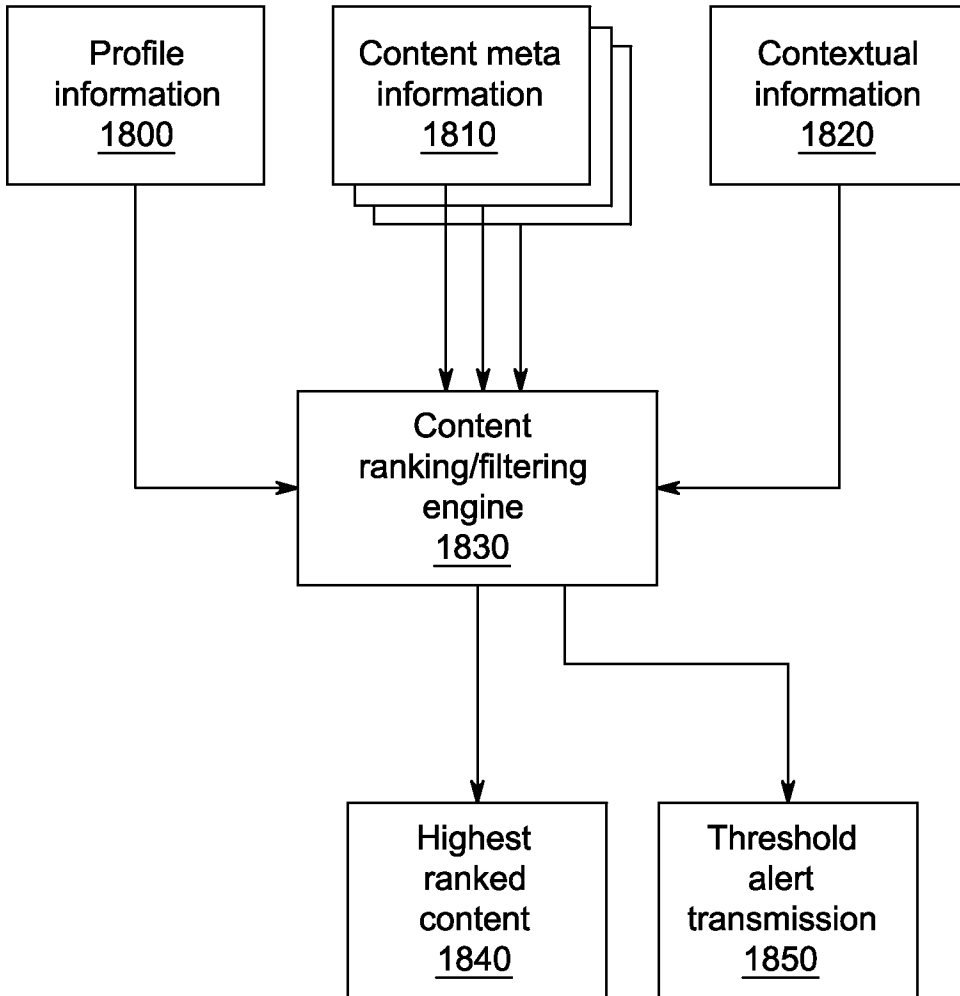 Profile
information
1800
Content meta
information
1810
Contextual
information
1820
Content
ranking/filtering
engine
1830
Highest
ranked
content
1840
Threshold
alert
transmission
1850